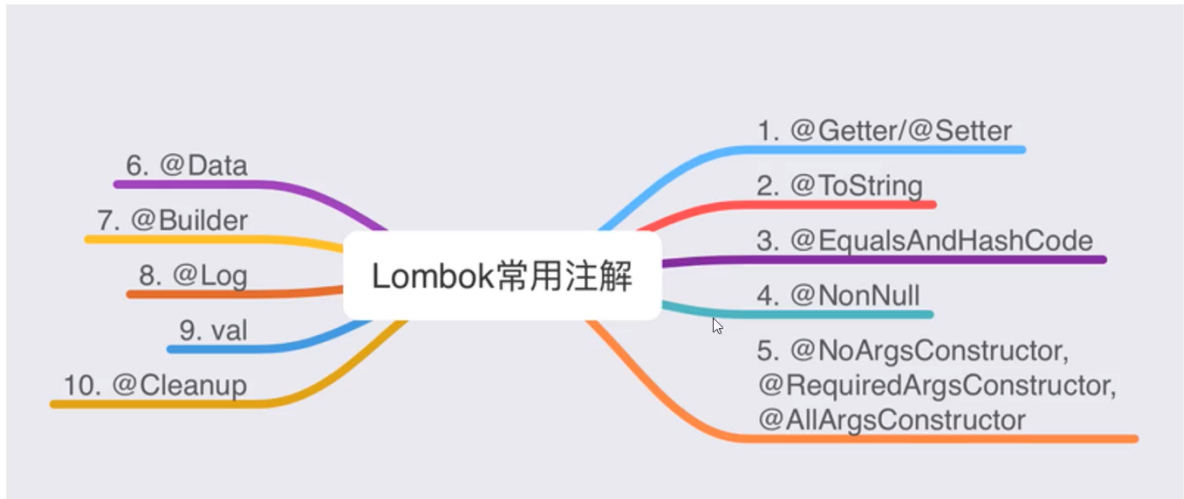 Lombok常用注解
1. @Getter/@Setter
2. @ToString
3. @EqualsAndHashCode
4. @NonNull
5. @NoArgsConstructor,
@RequiredArgsConstructor,
@AllArgsConstructor
6. @Data
7. @Builder
8. @Log
9. val
10. @Cleanup